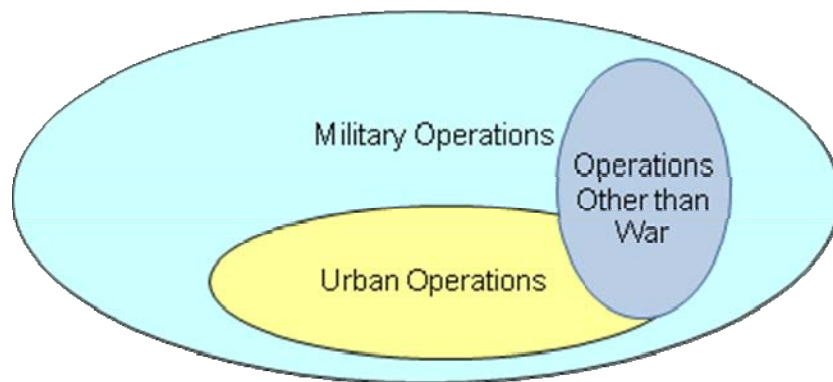 Military Operations
Operations
Other than
War
Urban Operations